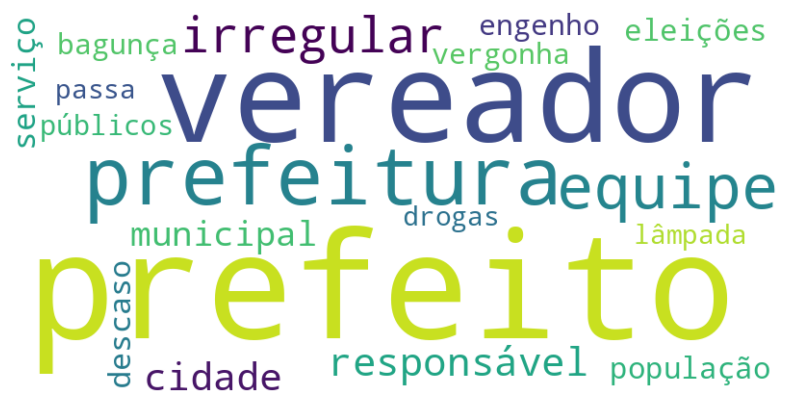 serviço
bagunça
irregular
engenho
eleições
vergonha
passa
vereador
públicos
prefeitura
equipe
drogas
municipal
lâmpada
prefeito
descaso
cidade
responsável
população